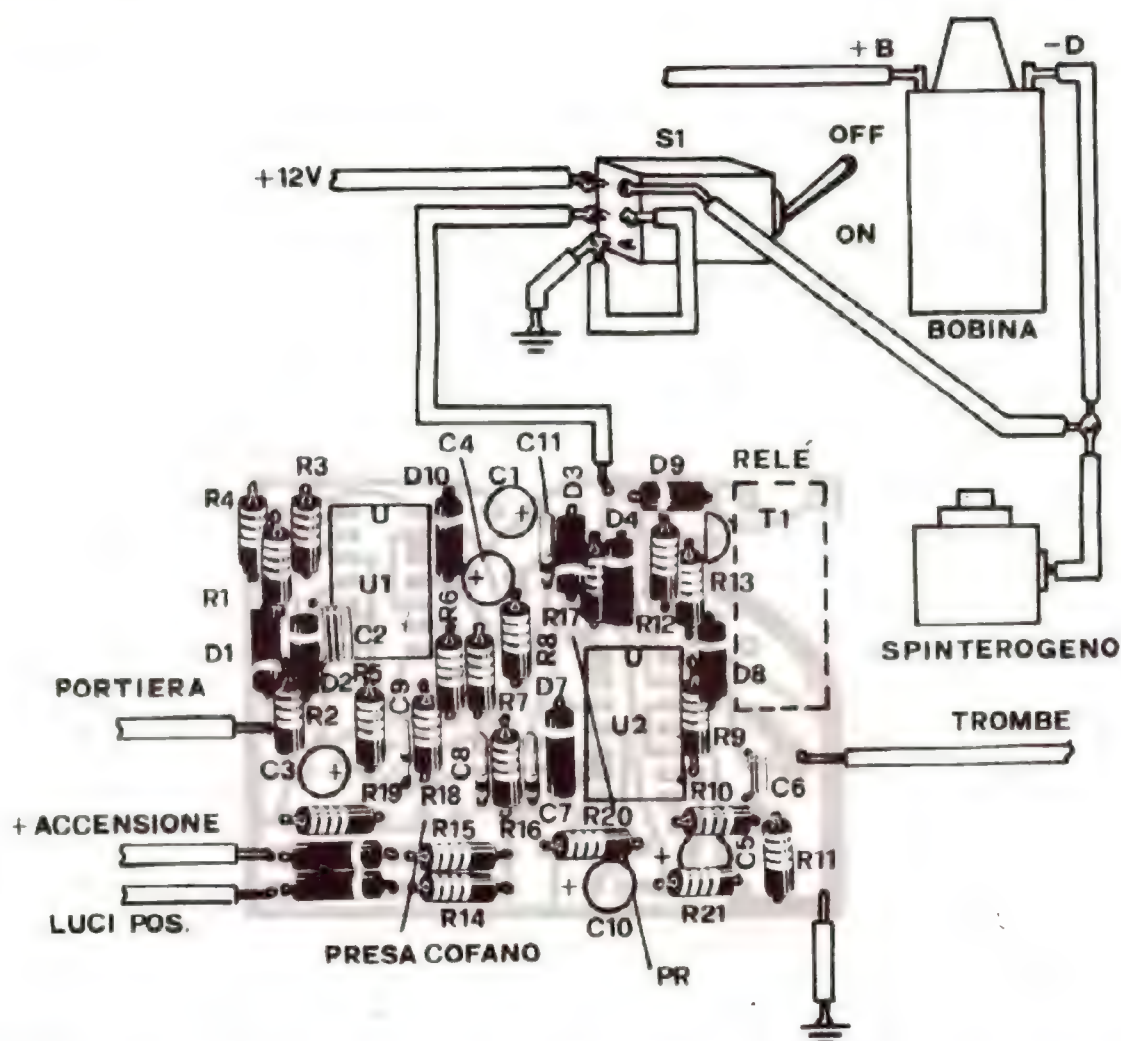 +B
-D
S1
OFF
+12V
ON
BOBINA
C4
C11
RELÉ
R3
D10
C1
D3
D9
R4
D4
T1
U
U1
R1
R6
R13
C2
R17
R12
D1
R8
SPINTEROGENO
D2
R5
C9
U
D8
PORTIERA
R7
D7
U2
R2
R9
TROMBE
C3
C8
R19
R18
C7
R20
R10
C6
+ ACCENSIONE
R15
R16
C5
R11
LUCI POS.
R14
C10
R21
PRESA COFANO
PR